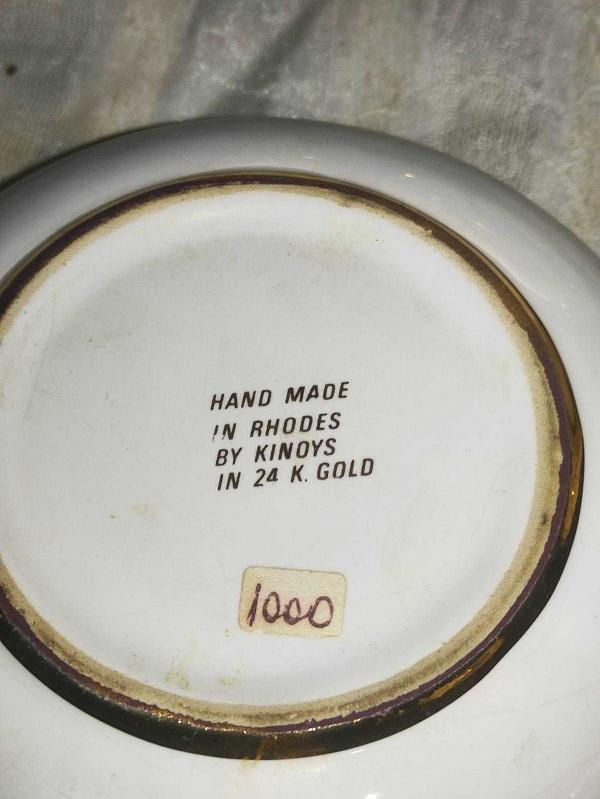 HAND MADE
IN RHODES
BY KINOYS
IN 24 K. GOLD
1000